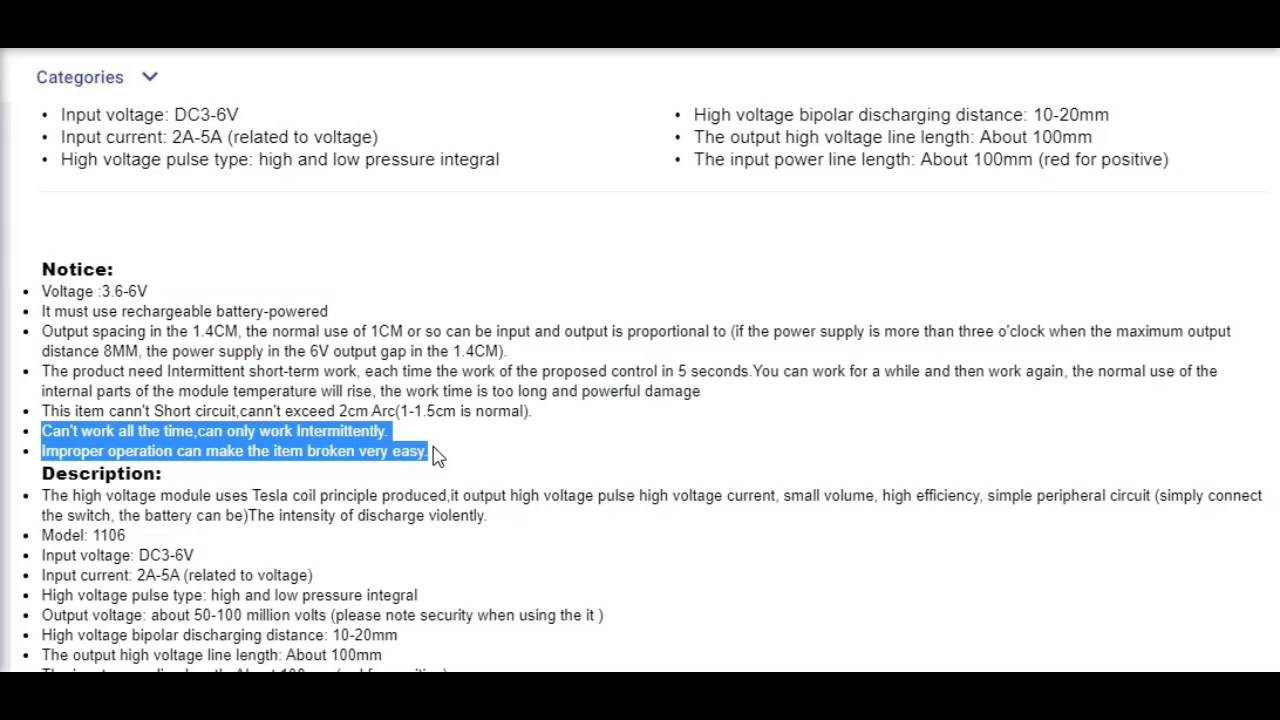 Categories
Input voltage: DC3-6V
Input current: 2A-5A (related to voltage)
High voltage pulse type: high and low pressure integral
High voltage bipolar discharging distance: 10-20mm
The output high voltage line length: About 100mm
The input power line length: About 100mm (red for positive)
Notice:
Voltage :3.6-6V
It must use rechargeable battery-powered
Output spacing in the 1.4CM, the normal use of 1CM or so can be input and output is proportional to (if the power supply is more than three o'clock when the maximum output
distance 8MM, the power supply in the 6V output gap in the 1.4CM).
The product need Intermittent short-term work, each time the work of the proposed control in 5 seconds.You can work for a while and then work again, the normal use of the
internal parts of the module temperature will rise, the work time is too long and powerful damage
This item cann't Short circuit,cann't exceed 2cm Arc(1-1.5cm is normal).
Can't work all the time,can only work Intermittently.
Improper operation can make the item broken very easy.
Description:
The high voltage module uses Tesla coil principle produced,it output high voltage pulse high voltage current, small volume, high efficiency, simple peripheral circuit (simply connect
the switch, the battery can be)The intensity of discharge violently.
Model: 1106
Input voltage: DC3-6V
Input current: 2A-5A (related to voltage)
High voltage pulse type: high and low pressure integral
Output voltage: about 50-100 million volts (please note security when using the it )
High voltage bipolar discharging distance: 10-20mm
The output high voltage line length: About 100mm